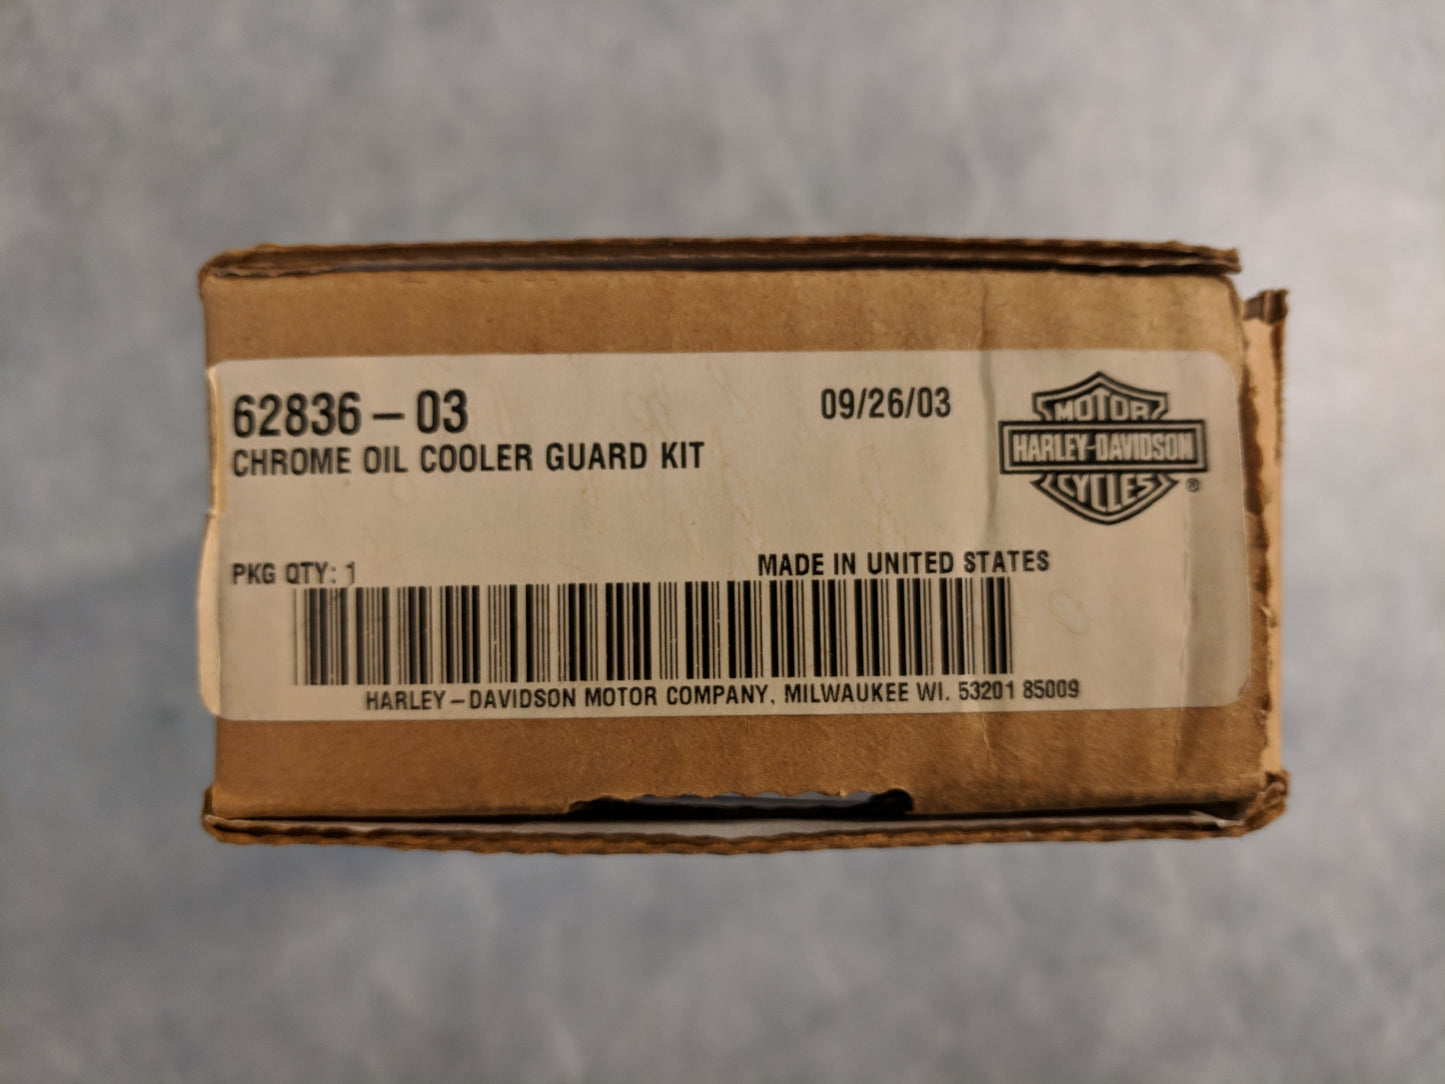 62836-03
09/26/03
CHROME OIL COOLER GUARD KIT
MOTOR
HARLEY-DAVIDSON
CYCLES
®
PKG QTY: 1
MADE IN UNITED STATES
HARLEY-DAVIDSON MOTOR COMPANY, MILWAUKEE WI. 53201 85009